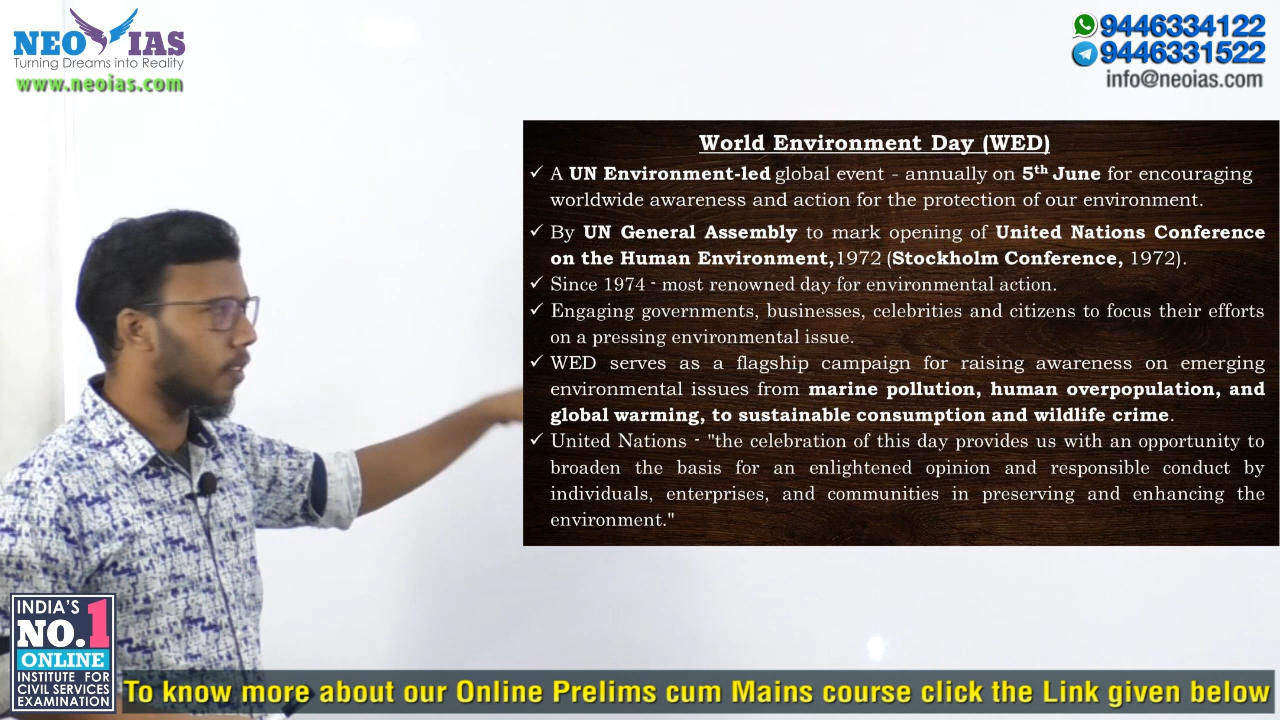 NEO IAS
Turning Dreams into Reality
www.neoias.com
9446334122
9446331522
info@neoias.com
World Environment Day (WED)
✓ A UN Environment-led global event - annually on 5th June for encouraging
worldwide awareness and action for the protection of our environment.
✓ By UN General Assembly to mark opening of United Nations Conference
on the Human Environment,1972 (Stockholm Conference, 1972).
✓ Since 1974 - most renowned day for environmental action.
✓ Engaging governments, businesses, celebrities and citizens to focus their efforts
on a pressing environmental issue.
✓ WED serves as a flagship campaign for raising awareness on emerging
environmental issues from marine pollution, human overpopulation, and
global warming, to sustainable consumption and wildlife crime.
✓ United Nations - "the celebration of this day provides us with an opportunity to
broaden the basis for an enlightened opinion and responsible conduct by
individuals, enterprises, and communities in preserving and enhancing the
environment."
INDIA'S
NO.1
ONLINE
INSTITUTE FOR
CIVIL SERVICES
EXAMINATION
To know more about our Online Prelims cum Mains course click the Link given below